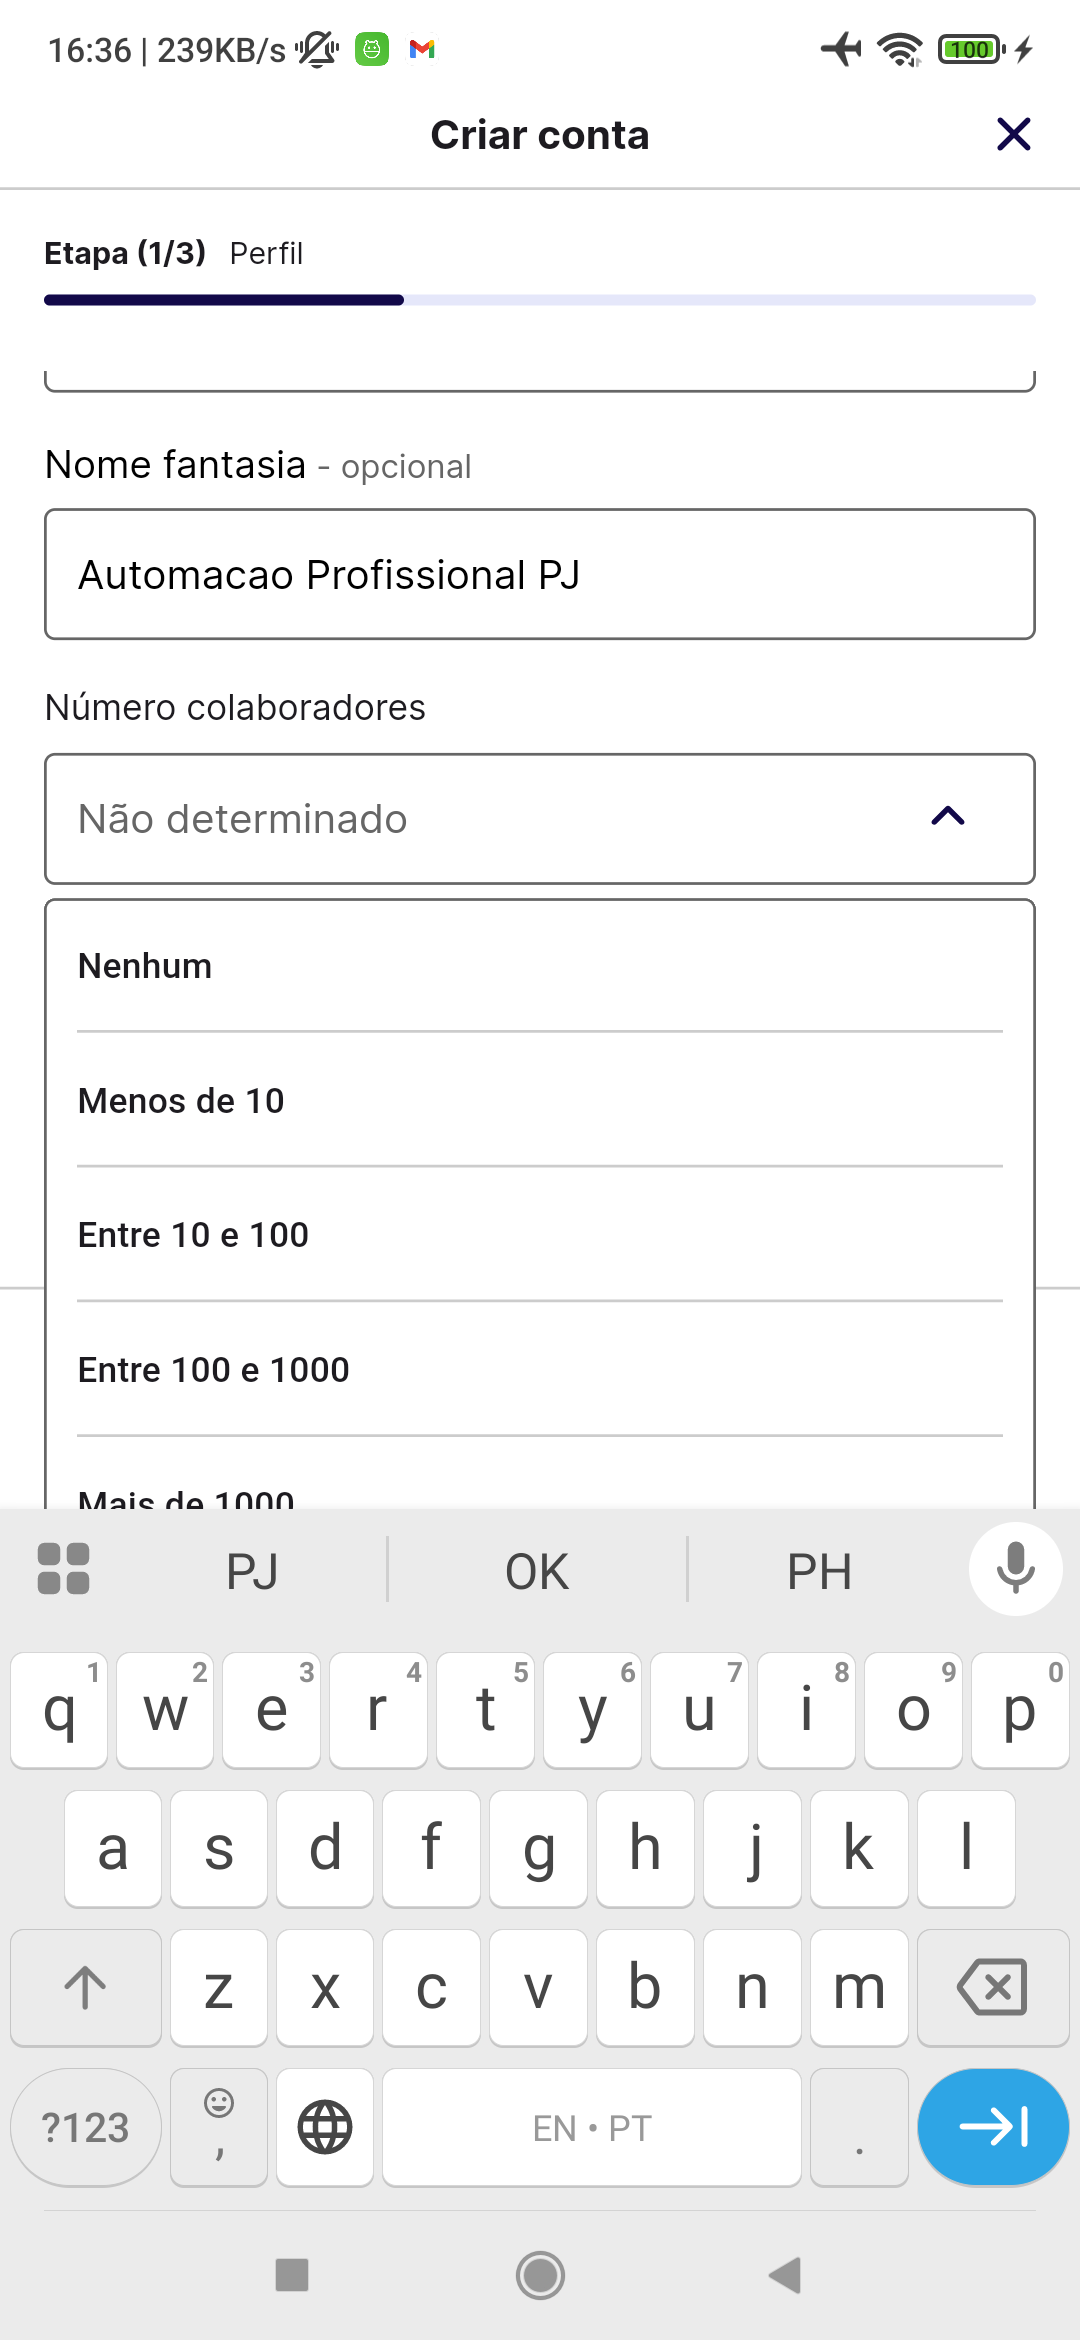 16:36 | 239KB/s
100
Criar conta
Etapa (1/3) Perfil
Nome fantasia - opcional
Automacao Profissional PJ
Número colaboradores
Não determinado
Nenhum
Menos de 10
Entre 10 e 100
Entre 100 e 1000
Mais de 1000
PJ OK PH
1 2 3 4 5 6 7 8 9 0
q w e r t y u i o p
a s d f g h j k l
z x c v b n m
?123 , EN • PT .